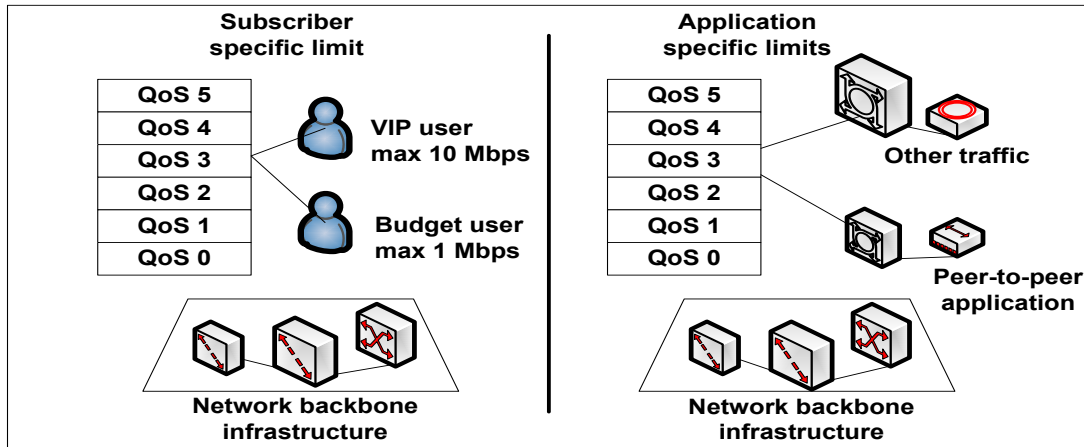 Subscriber
specific limit
QoS 5
QoS 4
QoS 3
QoS 2
QoS 1
QoS 0
VIP user
max 10 Mbps
Budget user
max 1 Mbps
Network backbone
infrastructure
Application
specific limits
QoS 5
QoS 4
QoS 3
QoS 2
QoS 1
QoS 0
Other traffic
Peer-to-peer
application
Network backbone
infrastructure